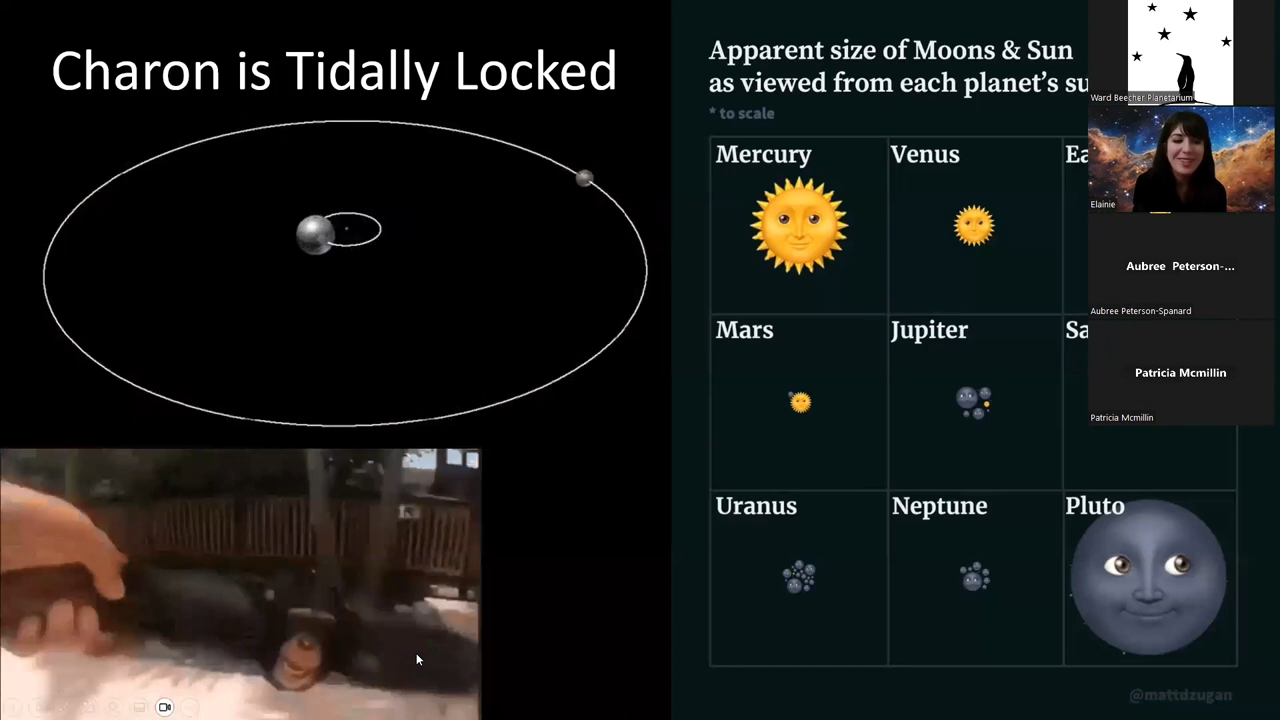 Charon is Tidally Locked
Apparent size of Moons & Sun
as viewed from each planet's su
* to scale
Mercury
Venus
Ea
Mars
Jupiter
Sa
Uranus
Neptune
Pluto
@mattdzugan
Ward Beecher Planetarium
Elainie
Aubree Peterson-...
Aubree Peterson-Spanard
Patricia Mcmillin
Patricia Mcmillin